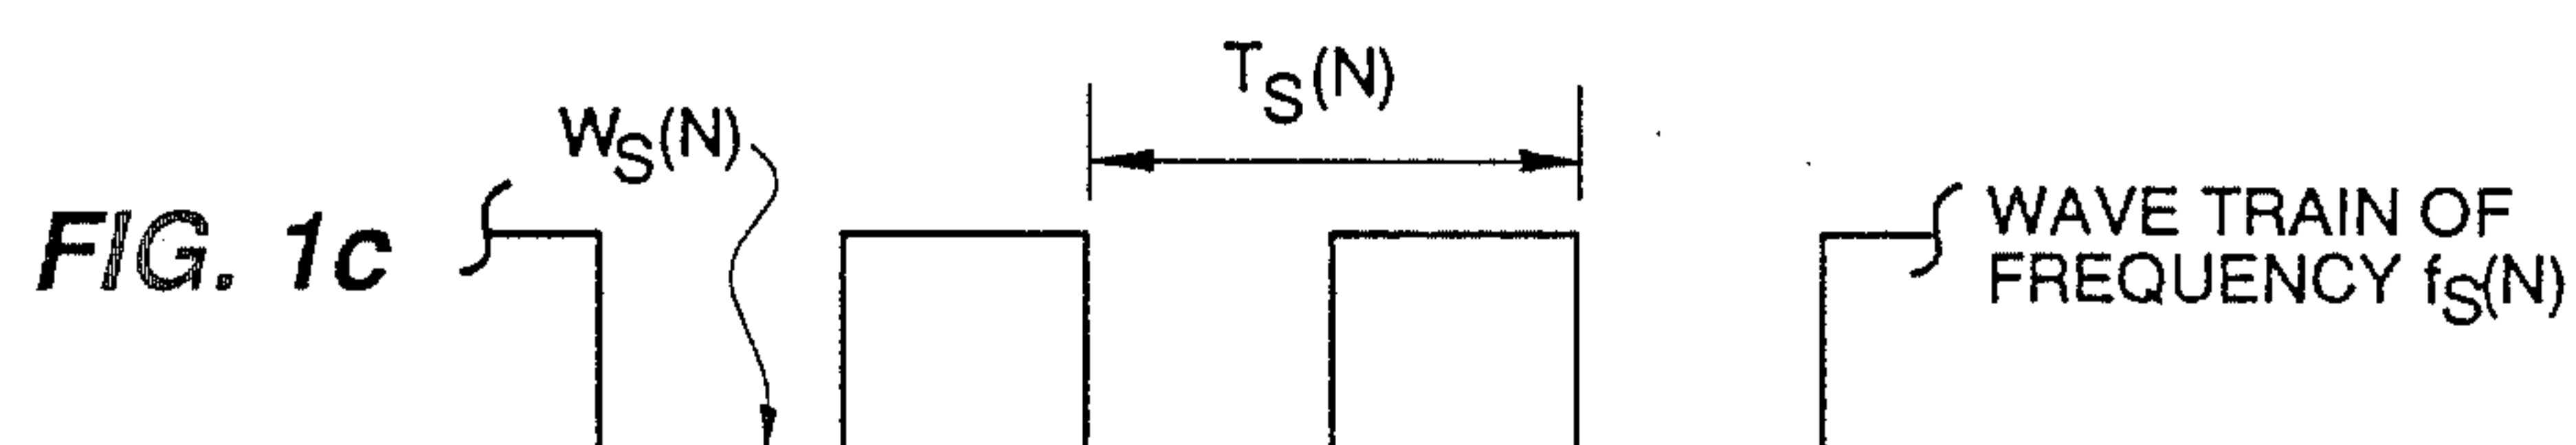 T_S(N)
W_S(N)
FIG. 1c
WAVE TRAIN OF
FREQUENCY f_S(N)